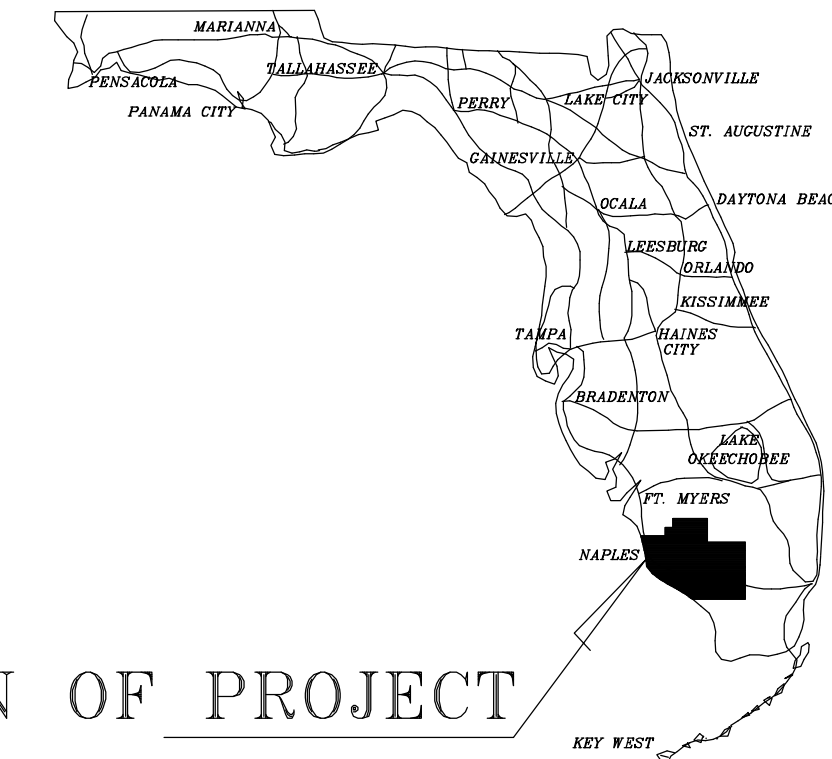 MARIANNA
TALLAHASSEE
PENSACOLA
PANAMA CITY
PERRY
LAKE CITY
JACKSONVILLE
ST. AUGUSTINE
GAINESVILLE
OCALA
DAYTONA BEAC
LEESBURG
ORLANDO
KISSIMMEE
TAMPA
HAINES
CITY
BRADENTON
LAKE
OKEECHOBEE
FT. MYERS
NAPLES
N OF PROJECT
KEY WEST